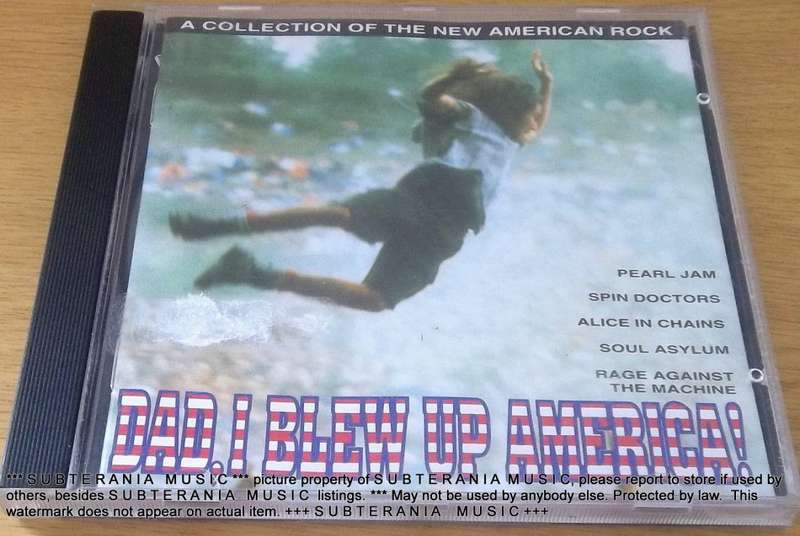 A COLLECTION OF THE NEW AMERICAN ROCK
PEARL JAM
SPIN DOCTORS
ALICE IN CHAINS
SOUL ASYLUM
RAGE AGAINST
THE MACHINE
DAD, I BLEW UP AMERICA!
*** S U B T E R A N I A   M U S I C *** picture property of S U B T E R A N I A M U S I C, please report to store if used by
others, besides S U B T E R A N I A   M U S I C listings. *** May not be used by anybody else. Protected by law. This
watermark does not appear on actual item. +++ S U B T E R A N I A   M U S I C +++